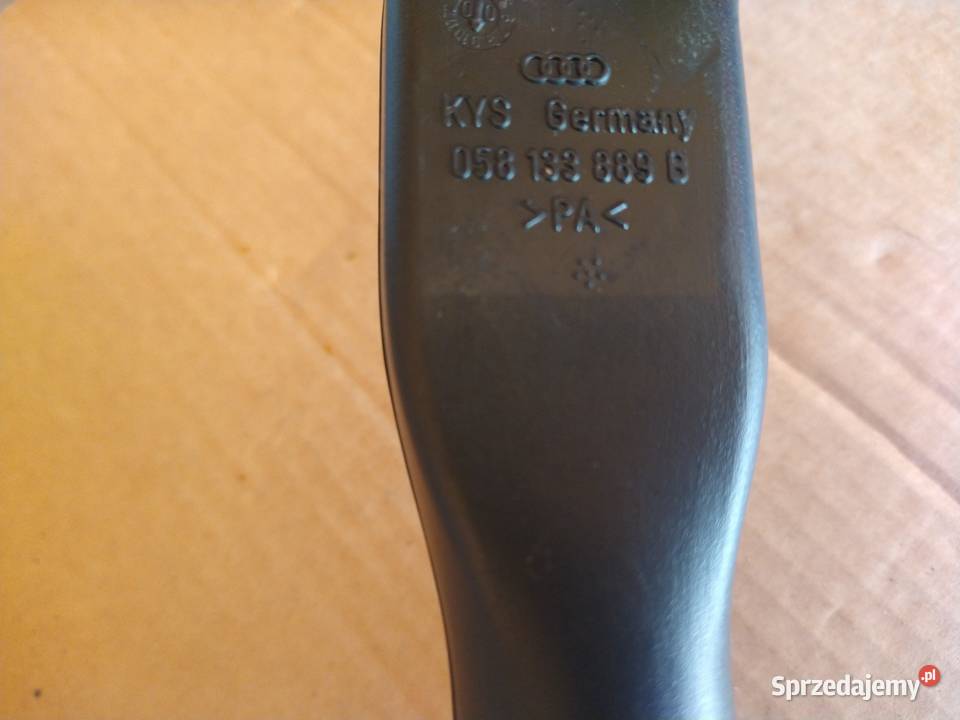 KYS Germany
058 133 889 B
>PA<
Sprzedajemy.pl